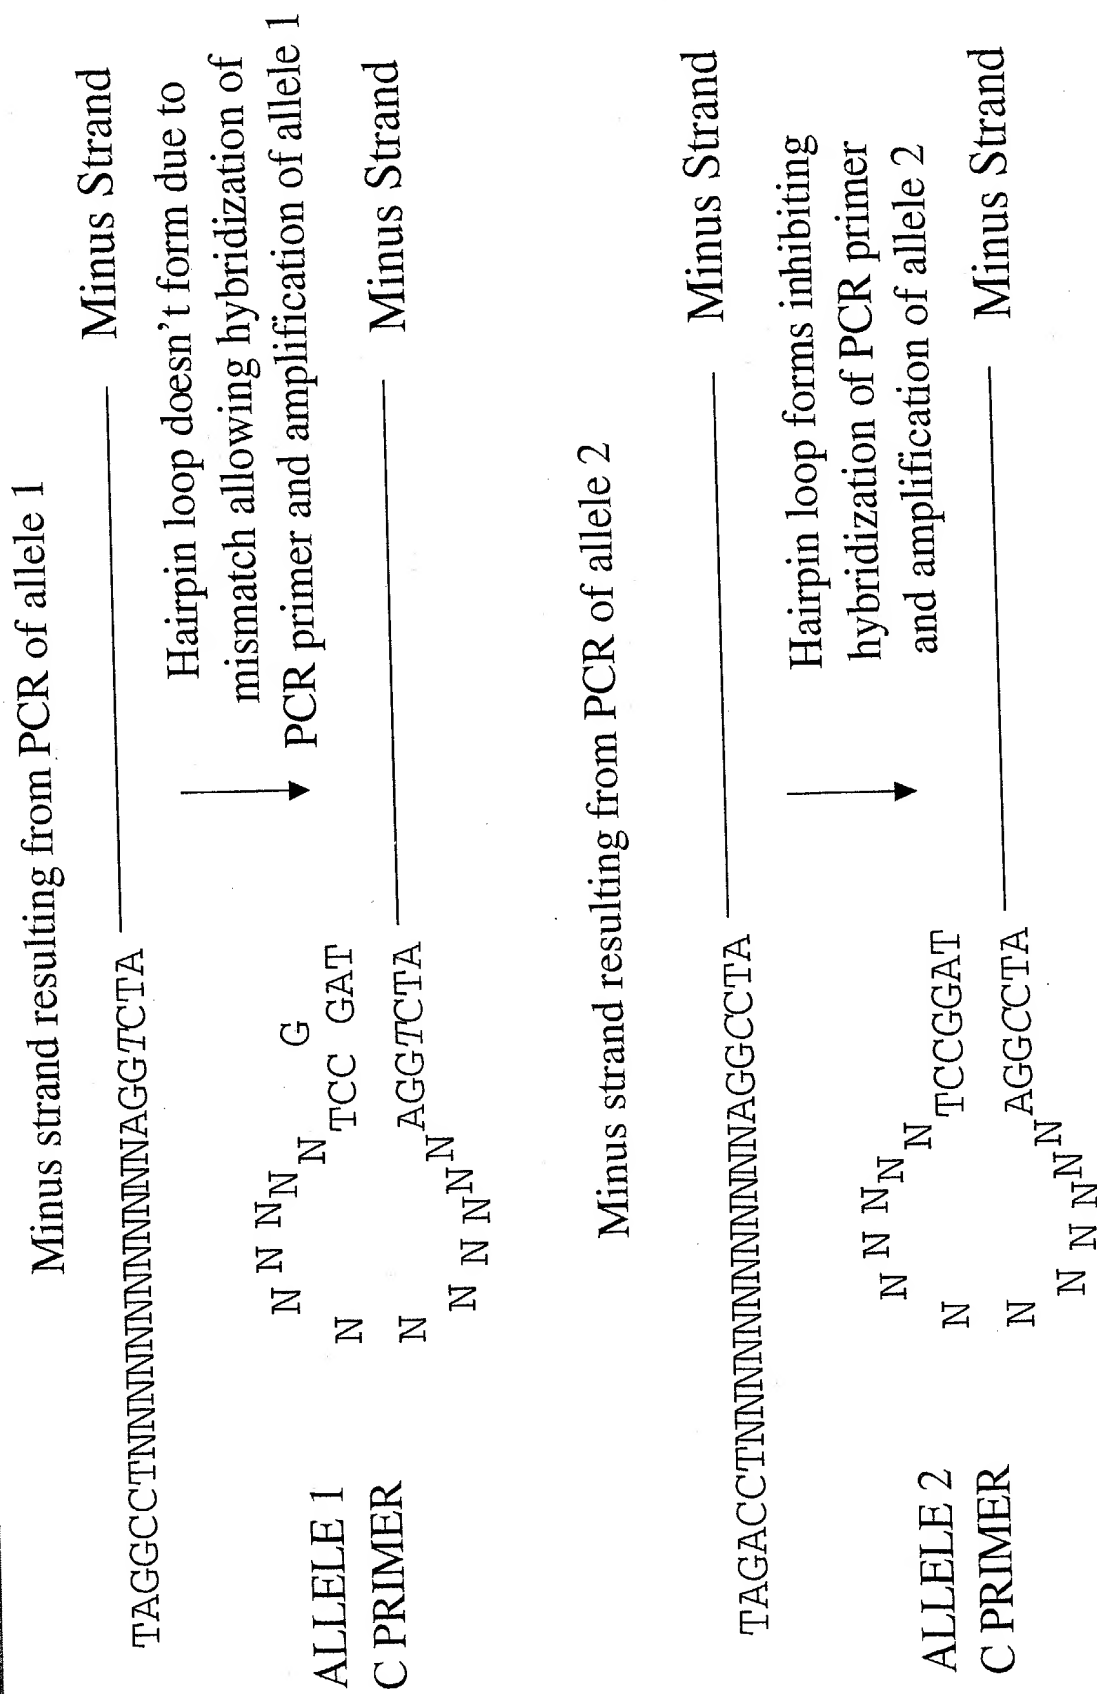 Minus strand resulting from PCR of allele 1
TAGGCCTNNNNNNNNNNNNAGGTCTA Minus Strand
Hairpin loop doesn't form due to
mismatch allowing hybridization of
PCR primer and amplification of allele 1
ALLELE 1
C PRIMER
N N N N N
G
TCC GAT
N
N
AGGTCTA Minus Strand
N N N N N
Minus strand resulting from PCR of allele 2
TAGACCTNNNNNNNNNNNNAGGCCTA Minus Strand
Hairpin loop forms inhibiting
hybridization of PCR primer
and amplification of allele 2
ALLELE 2
C PRIMER
N N N N N
TCCGGAT
N
N
AGGCCTA Minus Strand
N N N N N